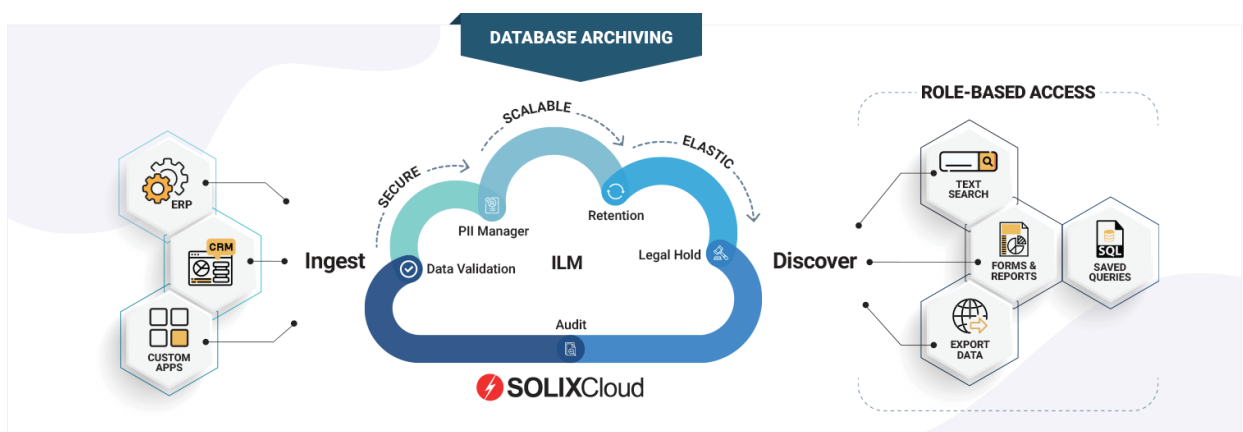 DATABASE ARCHIVING
ERP
CRM
CUSTOM
APPS
Ingest
SECURE
SCALABLE
ELASTIC
PII Manager
Retention
Data Validation
ILM
Legal Hold
Audit
SOLIXCloud
Discover
ROLE-BASED ACCESS
TEXT
SEARCH
FORMS &
REPORTS
SQL
SAVED
QUERIES
EXPORT
DATA